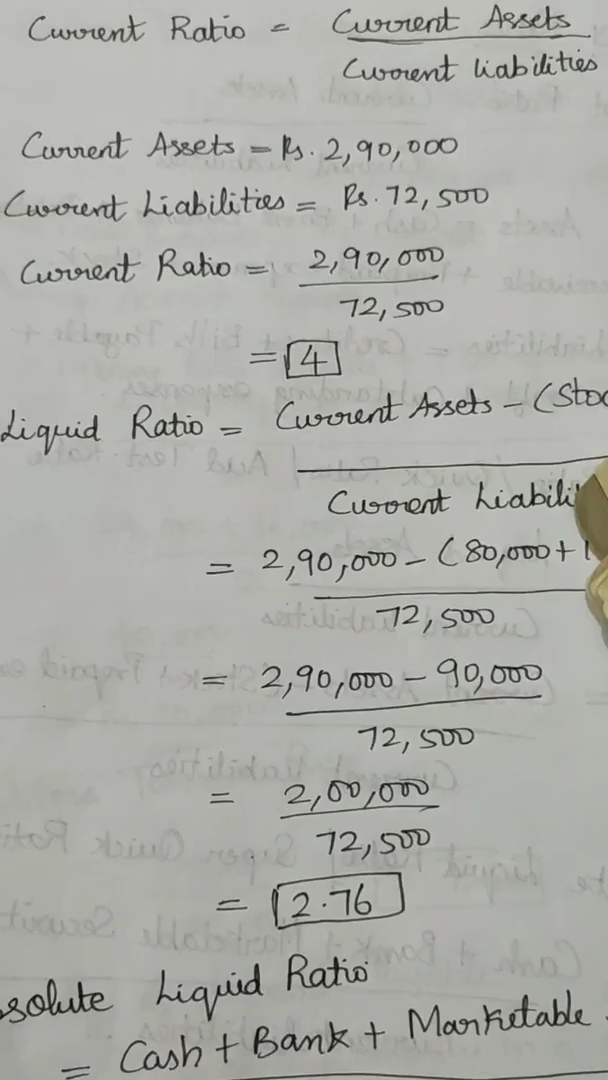 Current Ratio = Current Assets
Current liabilities
Current Assets = Rs. 2,90,000
Current Liabilities = Rs. 72,500
Current Ratio = 2,90,000
72,500
= 4
Liquid Ratio = Current Assets - (Stoc
Current Liabili
= 2,90,000 - (80,000 + 1
72,500
= 2,90,000 - 90,000
72,500
= 2,00,000
72,500
= 2.76
solute Liquid Ratio
= Cash + Bank + Marketable